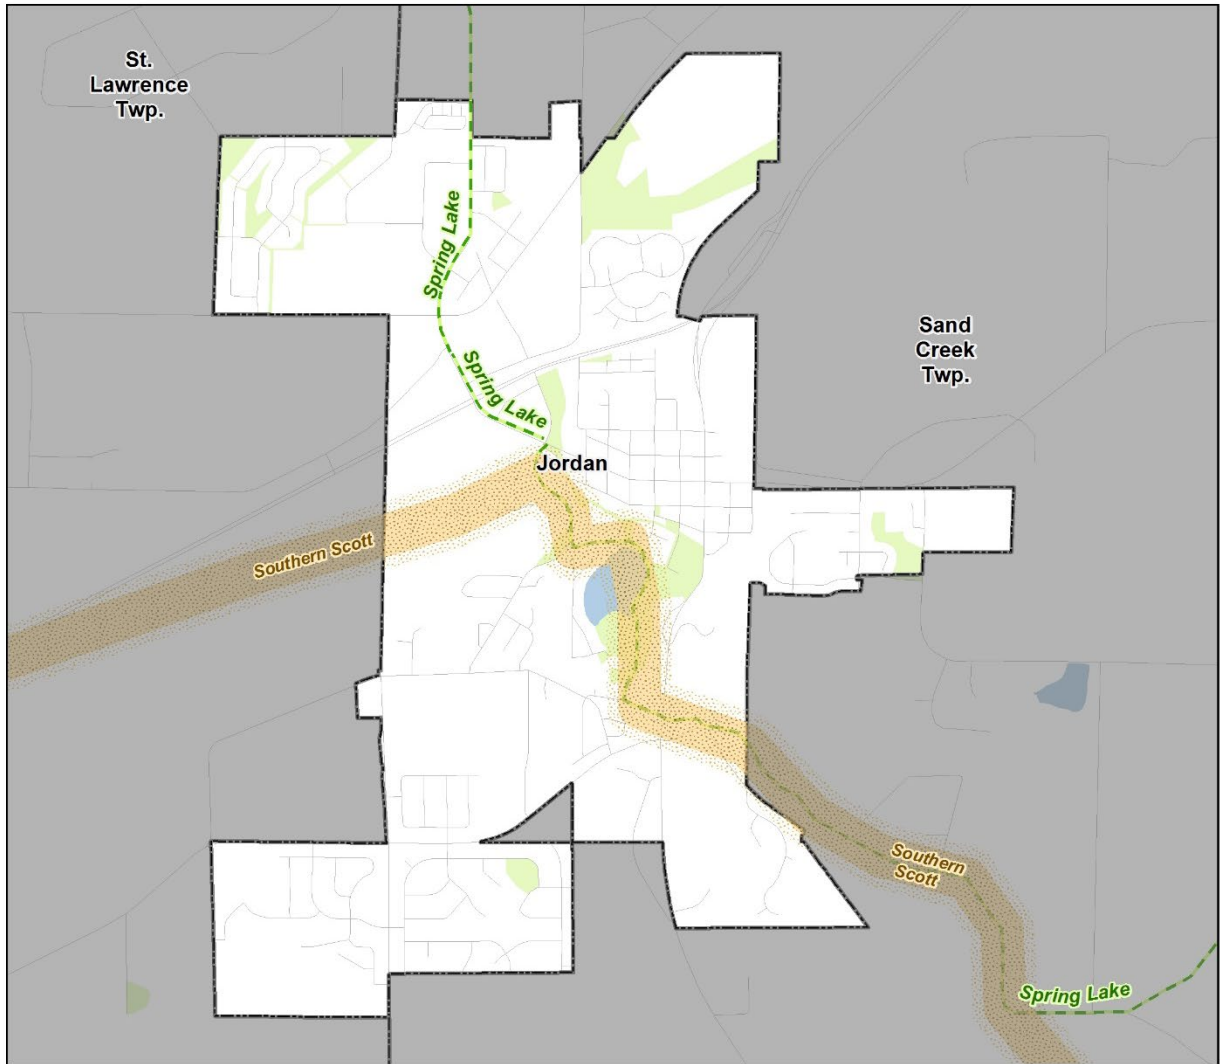 St.
Lawrence
Twp.
Spring Lake
Sand
Creek
Twp.
Spring Lake
Jordan
Southern Scott
Southern
Scott
Spring Lake